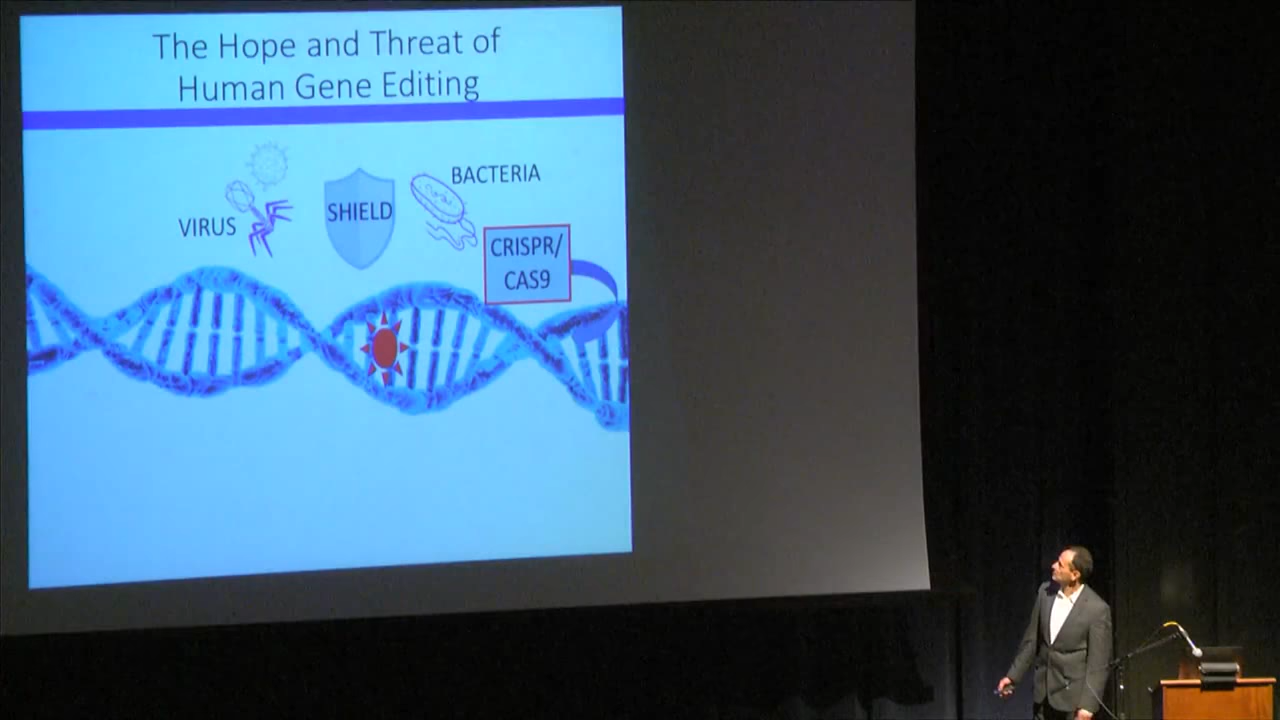 The Hope and Threat of
Human Gene Editing
VIRUS
SHIELD
BACTERIA
CRISPR/
CAS9